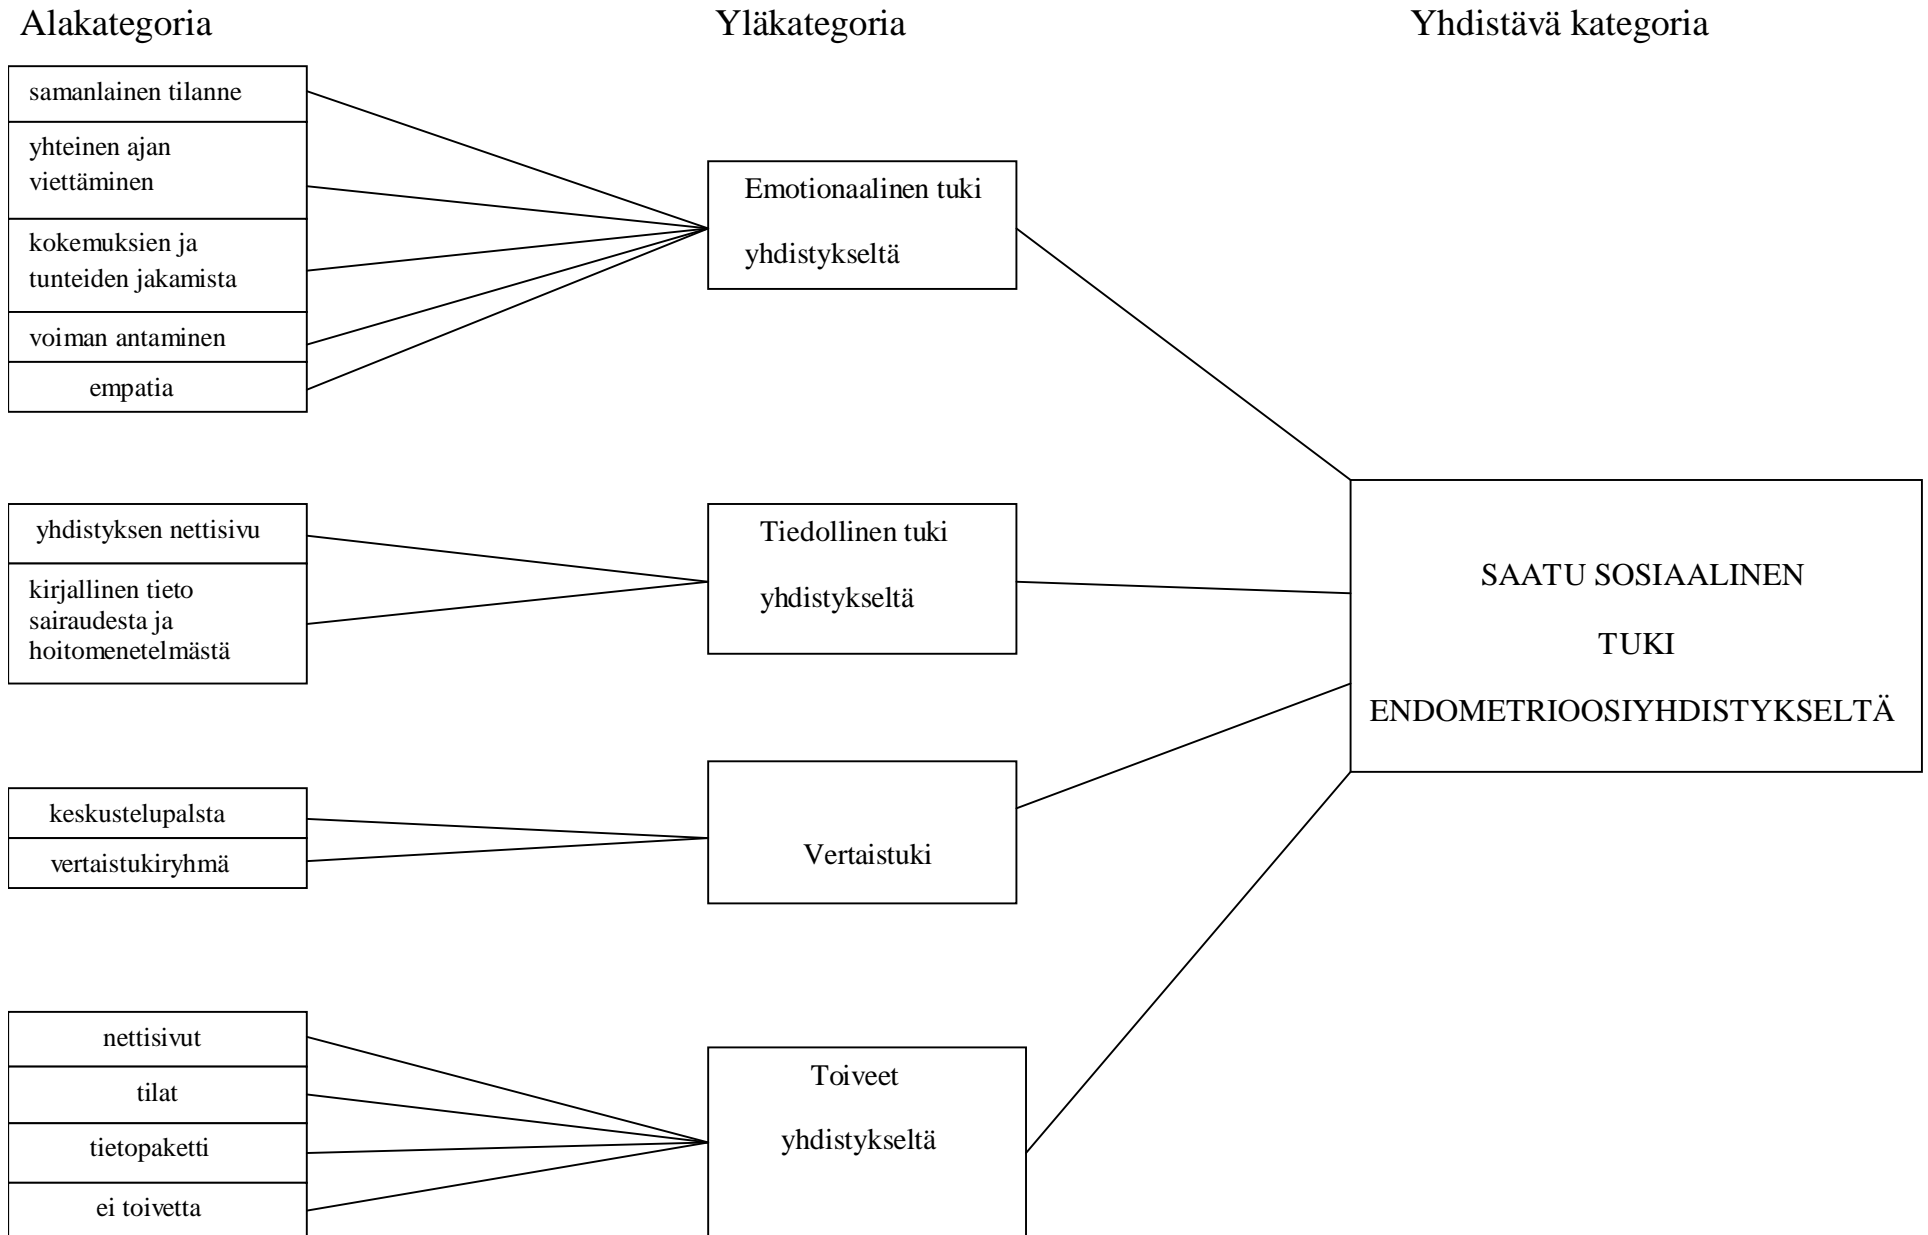 Alakategoria
Yläkategoria
Yhdistävä kategoria
samanlainen tilanne
yhteinen ajan
viettäminen
kokemuksien ja
tunteiden jakamista
voiman antaminen
empatia
Emotionaalinen tuki
yhdistykseltä
yhdistyksen nettisivu
kirjallinen tieto
sairaudesta ja
hoitomenetelmästä
Tiedollinen tuki
yhdistykseltä
SAATU SOSIAALINEN
TUKI
ENDOMETRIOOSIYHDISTYKSELTÄ
keskustelupalsta
vertaistukiryhmä
Vertaistuki
nettisivut
tilat
tietopaketti
ei toivetta
Toiveet
yhdistykseltä